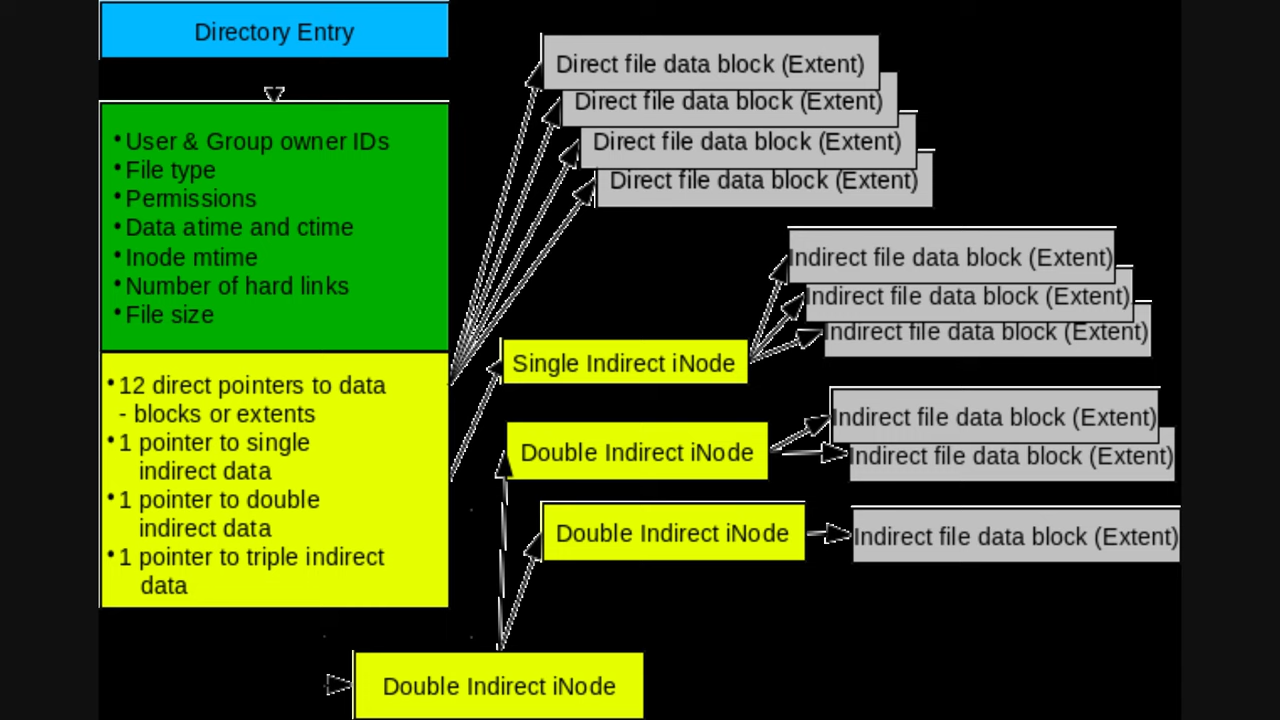 Directory Entry
• User & Group owner IDs
• File type
• Permissions
• Data atime and ctime
• Inode mtime
• Number of hard links
• File size
• 12 direct pointers to data
- blocks or extents
• 1 pointer to single
indirect data
• 1 pointer to double
indirect data
• 1 pointer to triple indirect
data
Direct file data block (Extent)
Direct file data block (Extent)
Direct file data block (Extent)
Direct file data block (Extent)
Single Indirect iNode
Indirect file data block (Extent)
Indirect file data block (Extent)
Indirect file data block (Extent)
Double Indirect iNode
Indirect file data block (Extent)
Indirect file data block (Extent)
Double Indirect iNode
Indirect file data block (Extent)
Double Indirect iNode